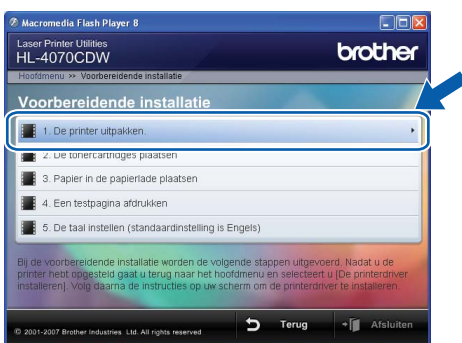 Macromedia Flash Player 8
Laser Printer Utilities
HL-4070CDW
brother
Hoofdmenu >> Voorbereidende installatie
Voorbereidende installatie
1. De printer uitpakken.
2. De tonercartridges plaatsen
3. Papier in de papierlade plaatsen
4. Een testpagina afdrukken
5. De taal instellen (standaardinstelling is Engels)
Bij de voorbereidende installatie worden de volgende stappen uitgevoerd. Nadat u de
printer hebt opgesteld gaat u terug naar het hoofdmenu en selecteert u [De printerdriver
installeren]. Volg daarna de instructies op uw scherm om de printerdriver te installeren.
© 2001-2007 Brother Industries Ltd. All rights reserved
Terug
Afsluiten